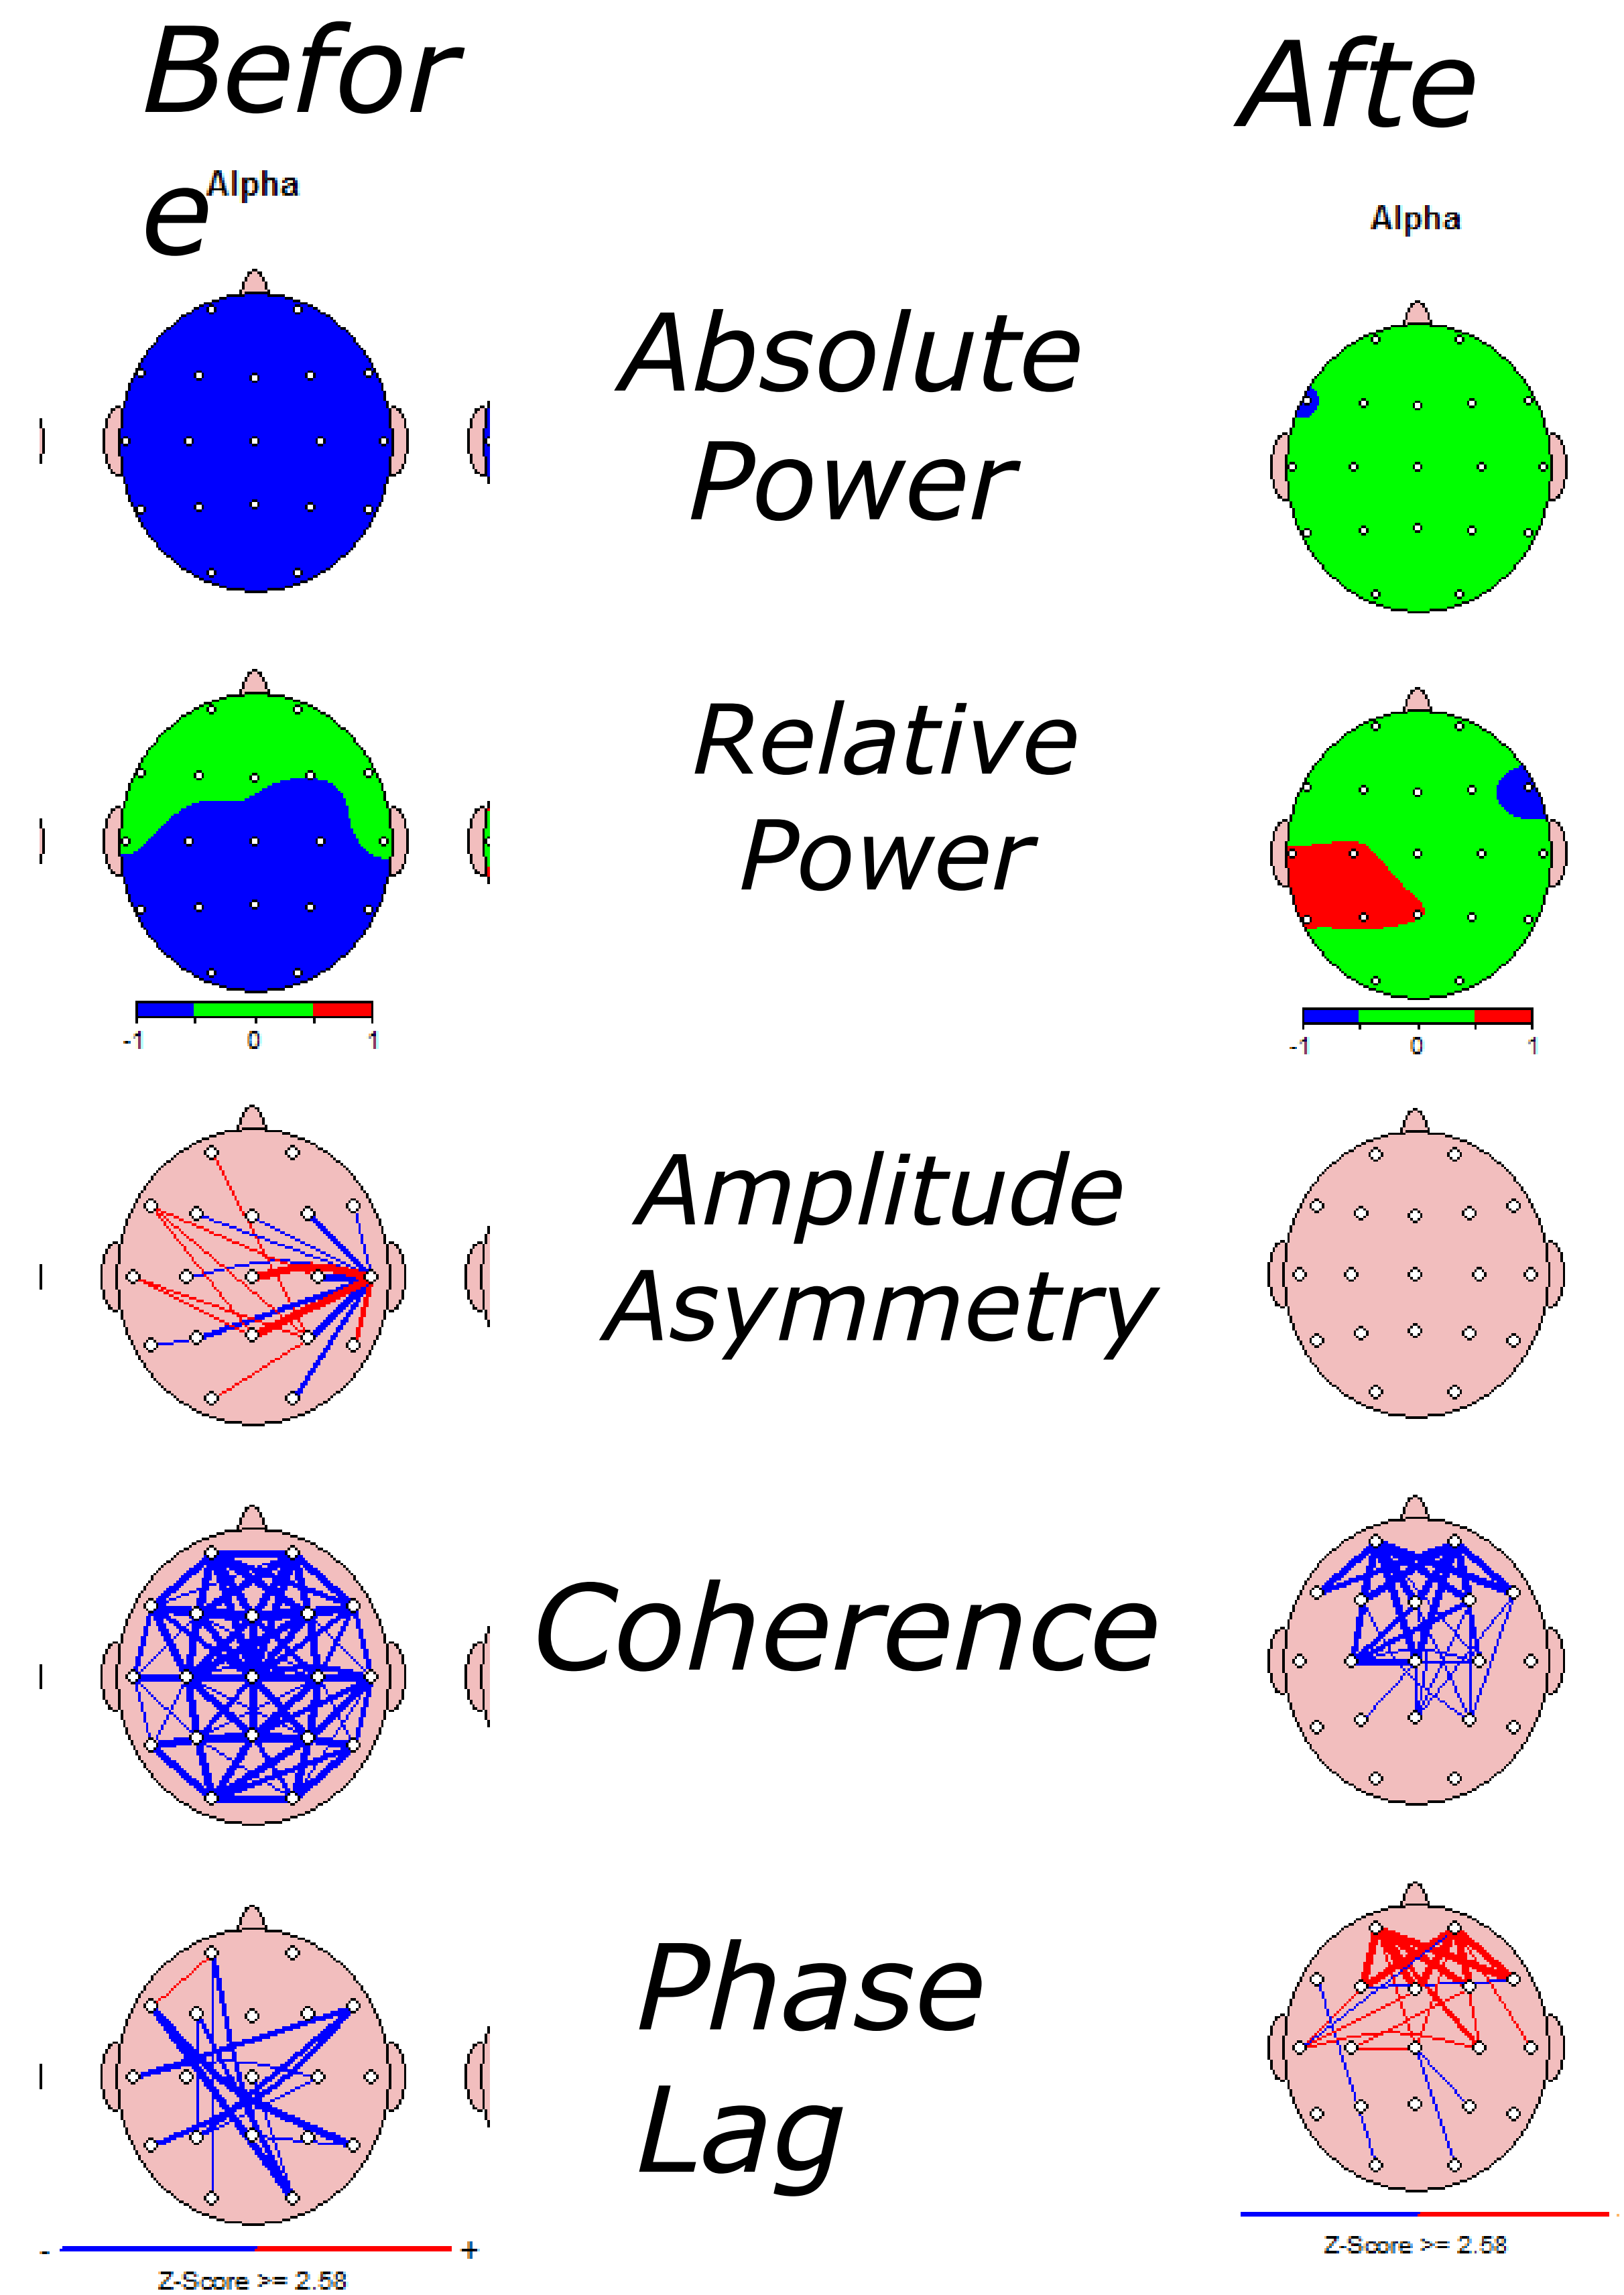 Befor
e
Afte
Alpha
Alpha
Absolute
Power
Relative
Power
-1 0 1
-1 0 1
Amplitude
Asymmetry
Coherence
Phase
Lag
- +
Z-Score >= 2.58
Z-Score >= 2.58